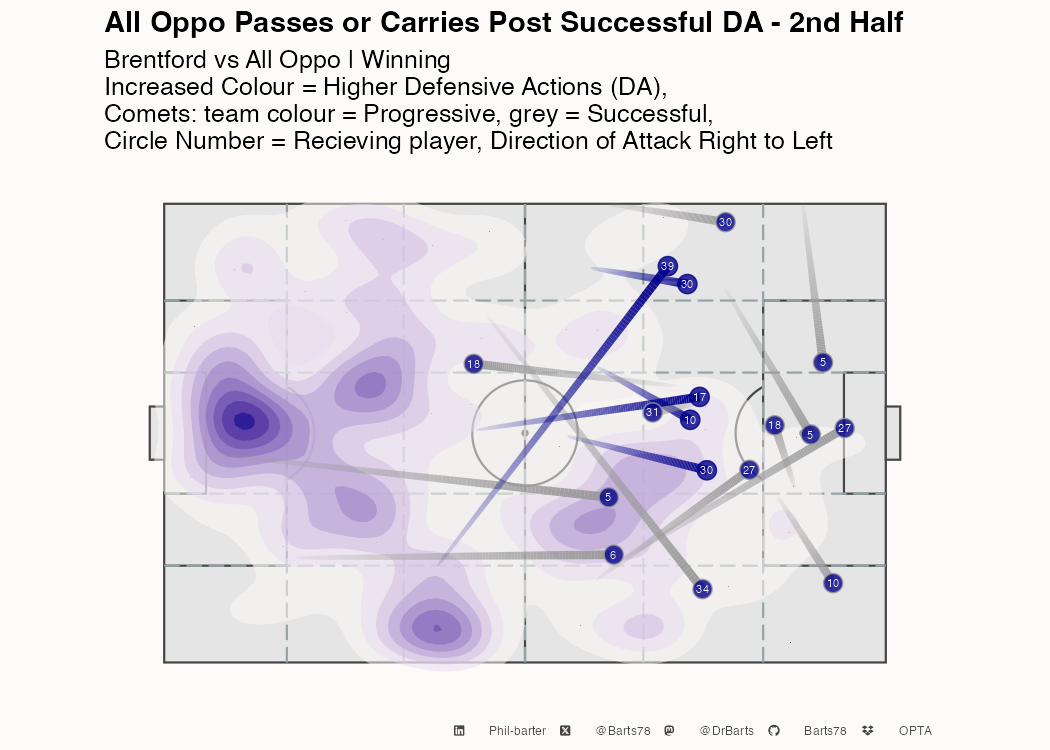 All Oppo Passes or Carries Post Successful DA - 2nd Half
Brentford vs All Oppo | Winning
Increased Colour = Higher Defensive Actions (DA),
Comets: team colour = Progressive, grey = Successful,
Circle Number = Recieving player, Direction of Attack Right to Left
30
39
30
18
5
17
31
10
18
5
27
30
27
5
6
10
34
Phil-barter @Barts78 @DrBarts Barts78 OPTA